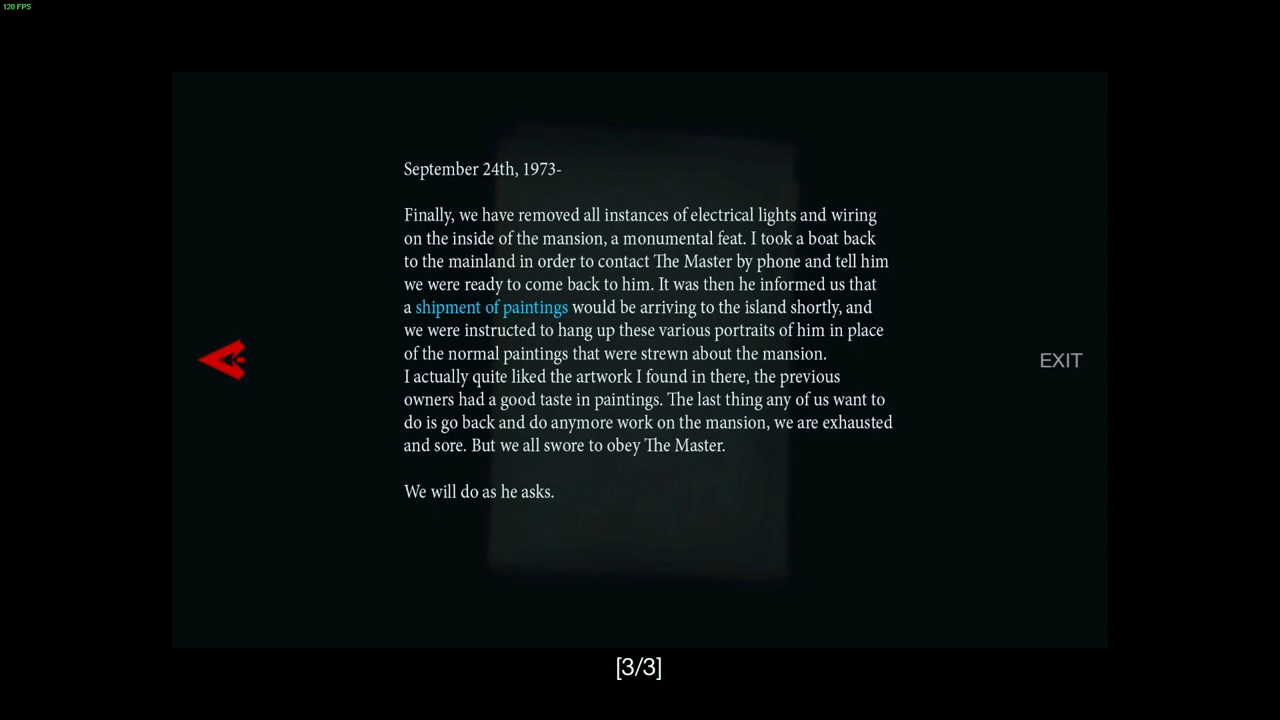 120 FPS
September 24th, 1973-
Finally, we have removed all instances of electrical lights and wiring
on the inside of the mansion, a monumental feat. I took a boat back
to the mainland in order to contact The Master by phone and tell him
we were ready to come back to him. It was then he informed us that
a shipment of paintings would be arriving to the island shortly, and
we were instructed to hang up these various portraits of him in place
of the normal paintings that were strewn about the mansion.
I actually quite liked the artwork I found in there, the previous
owners had a good taste in paintings. The last thing any of us want to
do is go back and do anymore work on the mansion, we are exhausted
and sore. But we all swore to obey The Master.
We will do as he asks.
EXIT
[3/3]